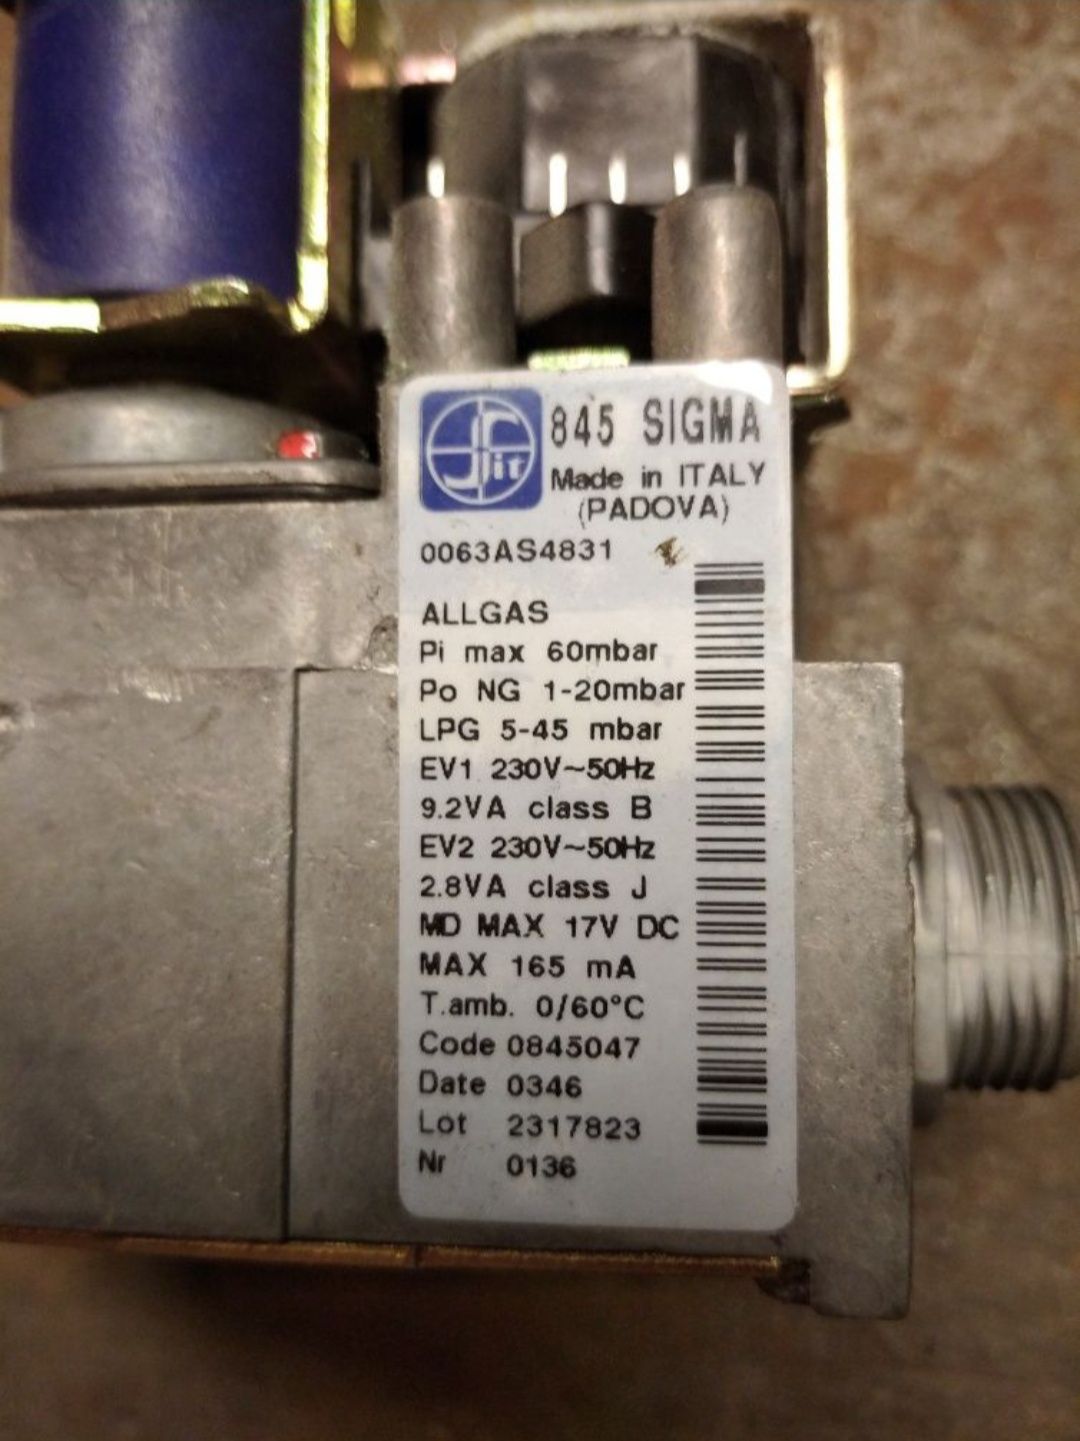 Sit
845 SIGMA
Made in ITALY
(PADOVA)
0063AS4831
ALLGAS
Pi max 60mbar
Po NG 1-20mbar
LPG 5-45 mbar
EV1 230V~50Hz
9.2VA class B
EV2 230V~50Hz
2.8VA class J
MD MAX 17V DC
MAX 165 mA
T.amb. 0/60°C
Code 0845047
Date 0346
Lot 2317823
Nr 0136